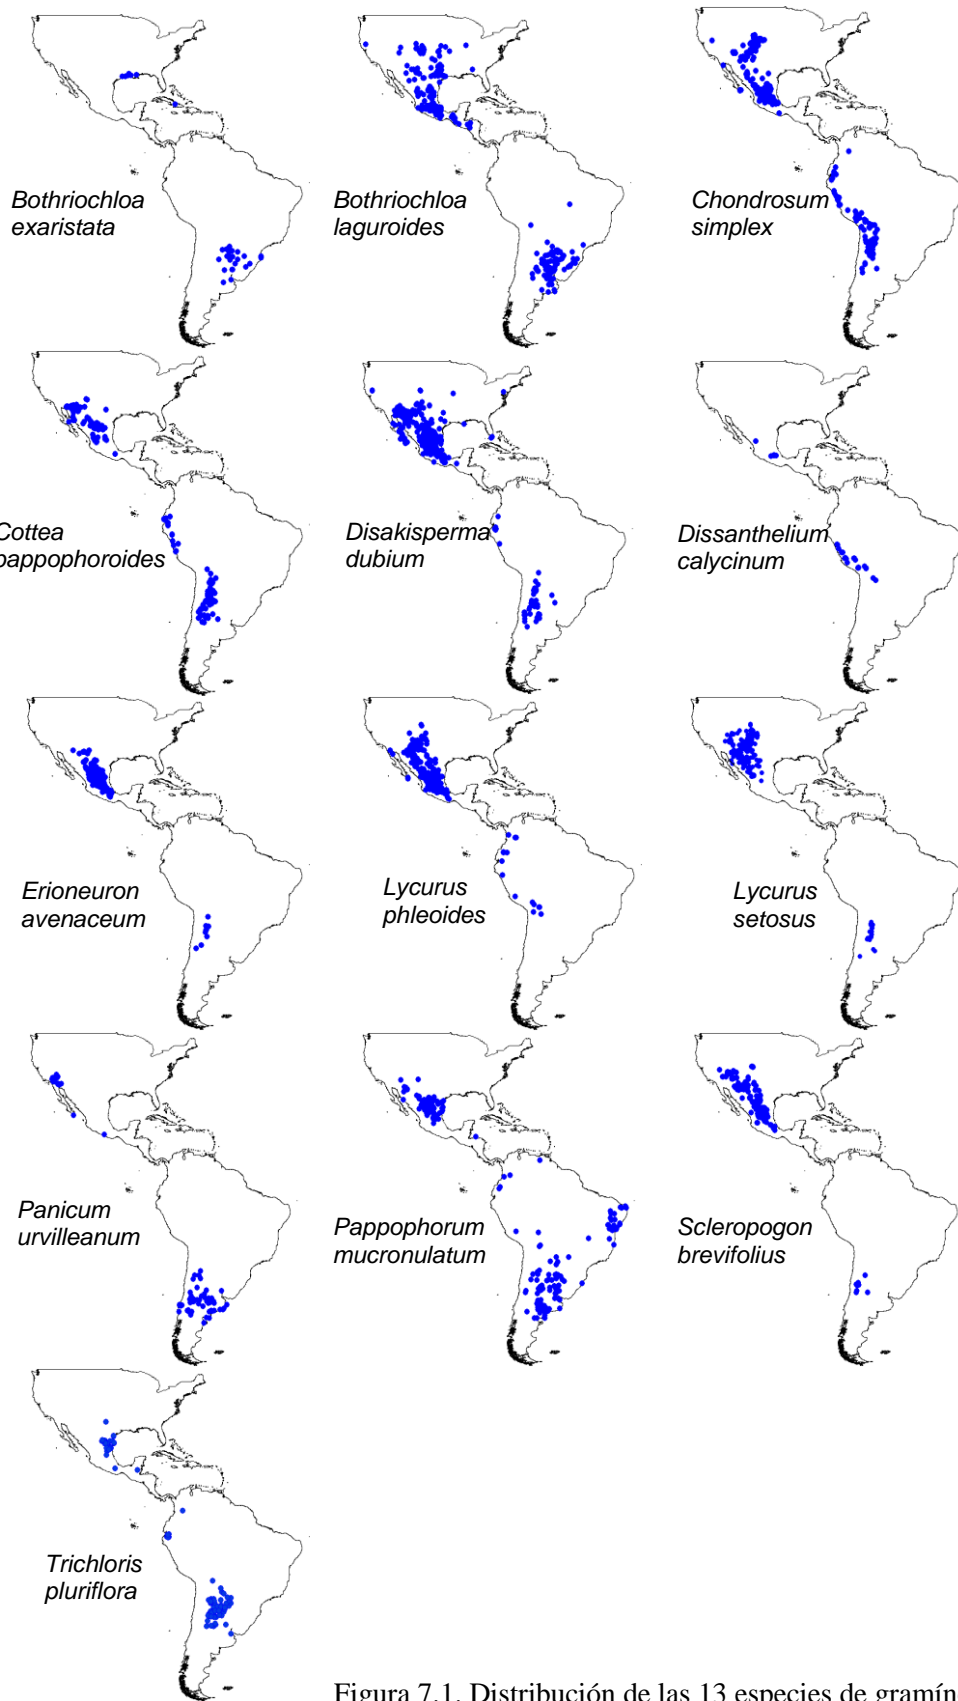 Bothriochloa
exaristata
Bothriochloa
laguroides
Chondrosum
simplex
Cottea
pappophoroides
Disakisperma
dubium
Dissanthelium
calycinum
Erioneuron
avenaceum
Lycurus
phleoides
Lycurus
setosus
Panicum
urvilleanum
Pappophorum
mucronulatum
Scleropogon
brevifolius
Trichloris
pluriflora
Figura 7.1. Distribución de las 13 especies de gramín